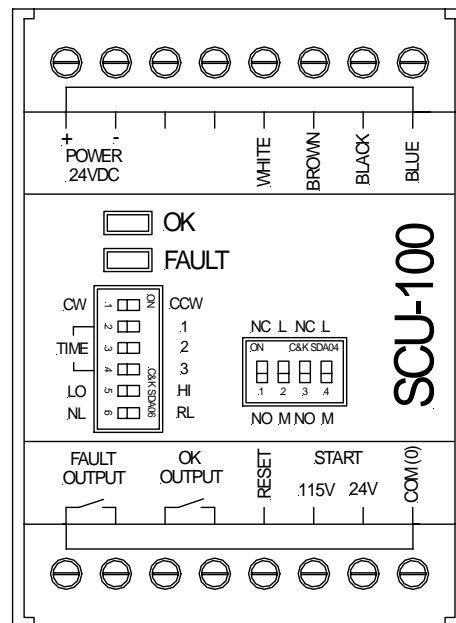 + -
POWER
24VDC
WHITE
BROWN
BLACK
BLUE
OK
FAULT
SCU-100
CW 1 ON CCW
2 1
TIME 3 2
4 3
LO 5 HI
NL 6 RL
C&K SDA06
NC L NC L
ON C&K SDA04
1 2 3 4
NO M NO M
FAULT
OUTPUT
OK
OUTPUT
RESET
START
115V 24V
COM (0)